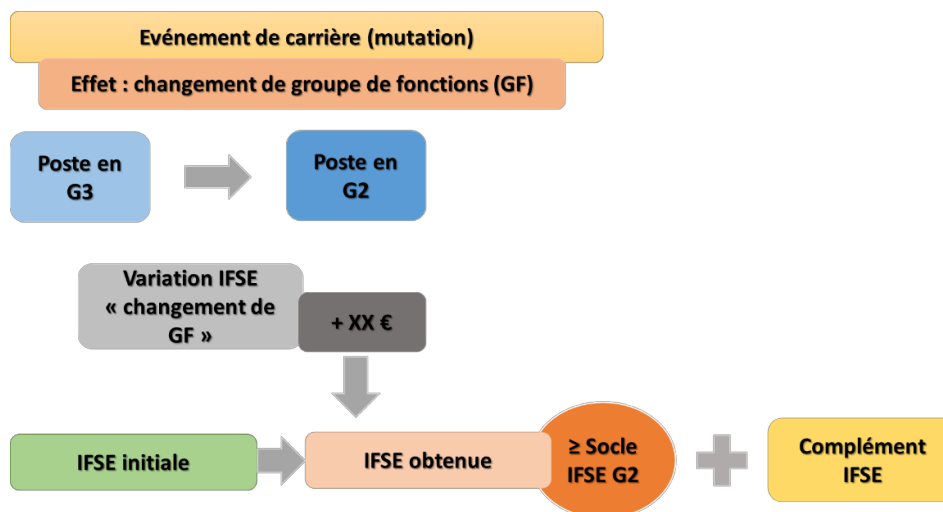 Evénement de carrière (mutation)
Effet : changement de groupe de fonctions (GF)
Poste en
G3
Poste en
G2
Variation IFSE
« changement de
GF »
+ XX €
IFSE initiale
IFSE obtenue
≥ Socle
IFSE G2
Complément
IFSE